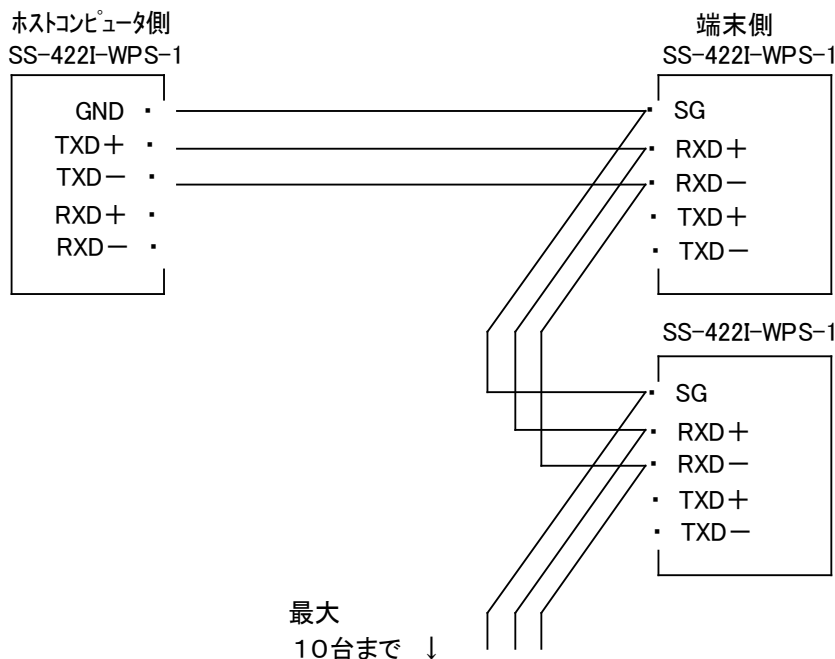 ホストコンピュータ側
SS-422I-WPS-1
GND
TXD＋
TXD－
RXD＋
RXD－
端末側
SS-422I-WPS-1
SG
RXD＋
RXD－
TXD＋
TXD－
SS-422I-WPS-1
SG
RXD＋
RXD－
TXD＋
TXD－
最大
１０台まで ↓